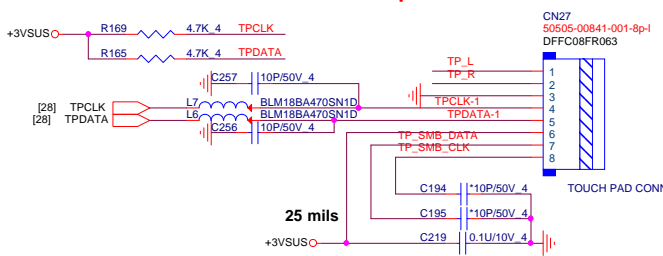 CN27
50505-00841-001-8p-l
DFFC08FR063
R169 4.7K_4 TPCLK
+3VSUS
R165 4.7K_4 TPDATA
TP_L
TP_R
1
2
3
4
5
6
7
8
C257 10P/50V_4
[28] TPCLK L7 BLM18BA470SN1D TPCLK-1
[28] TPDATA L6 BLM18BA470SN1D TPDATA-1
C256 10P/50V_4
TP_SMB_DATA
TP_SMB_CLK
C194 *10P/50V_4
TOUCH PAD CONN
C195 *10P/50V_4
25 mils
+3VSUS C219 0.1U/10V_4